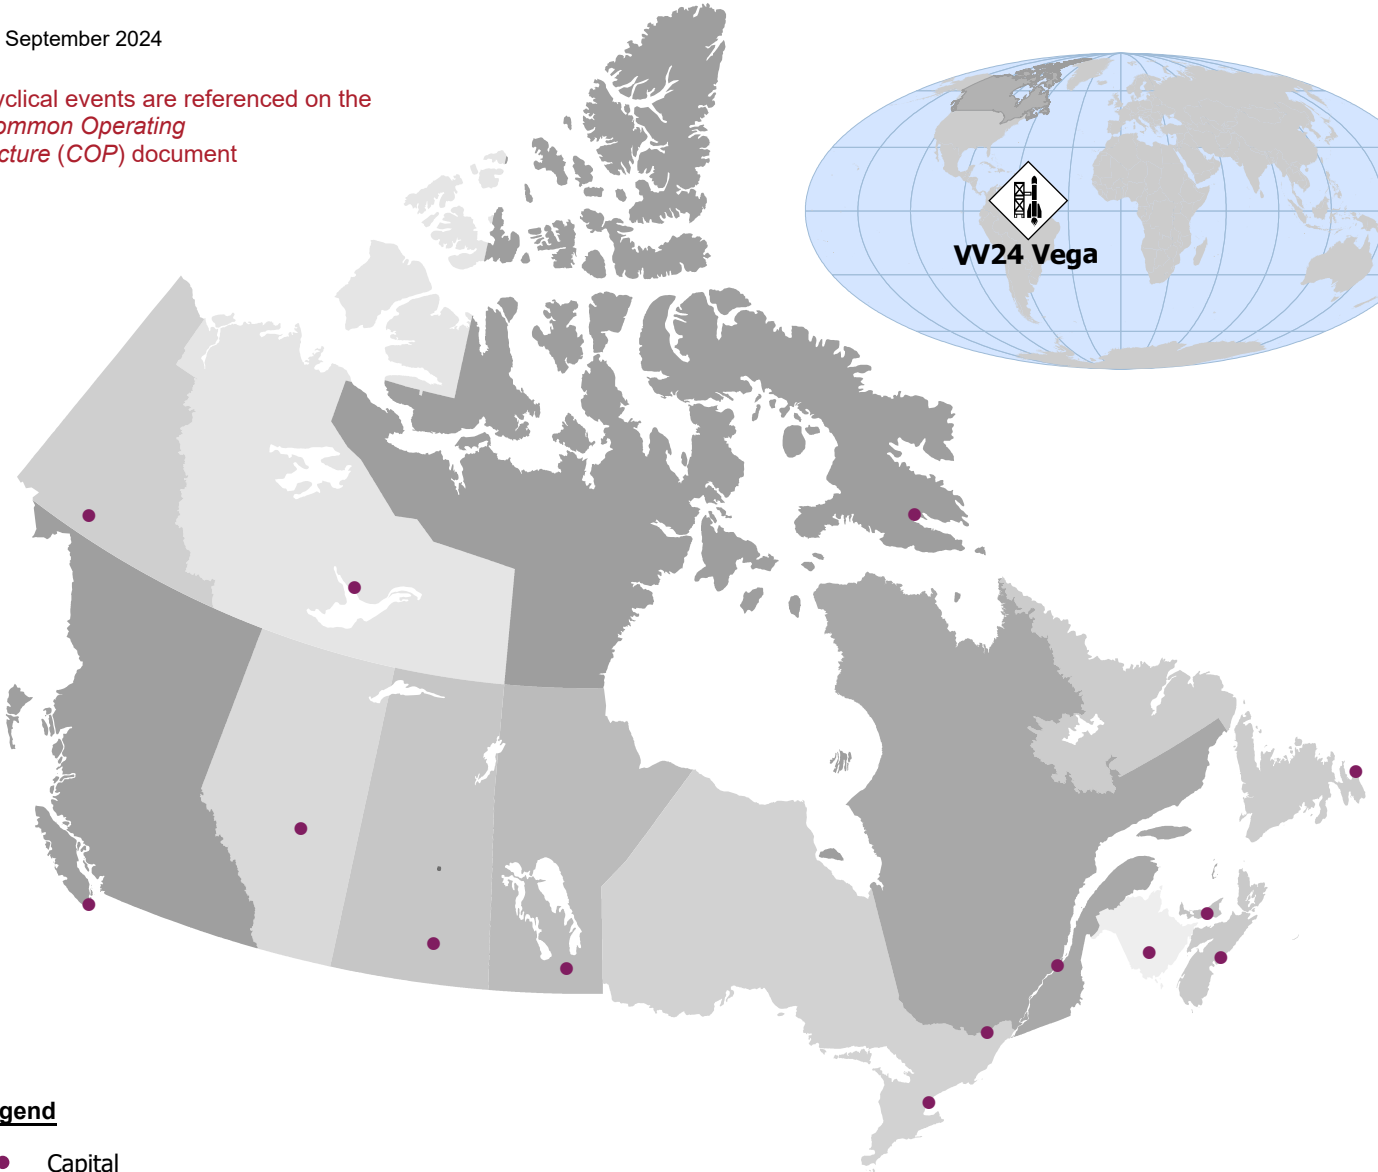 September 2024
yclical events are referenced on the
ommon Operating
cture (COP) document
VV24 Vega
gend
Capital